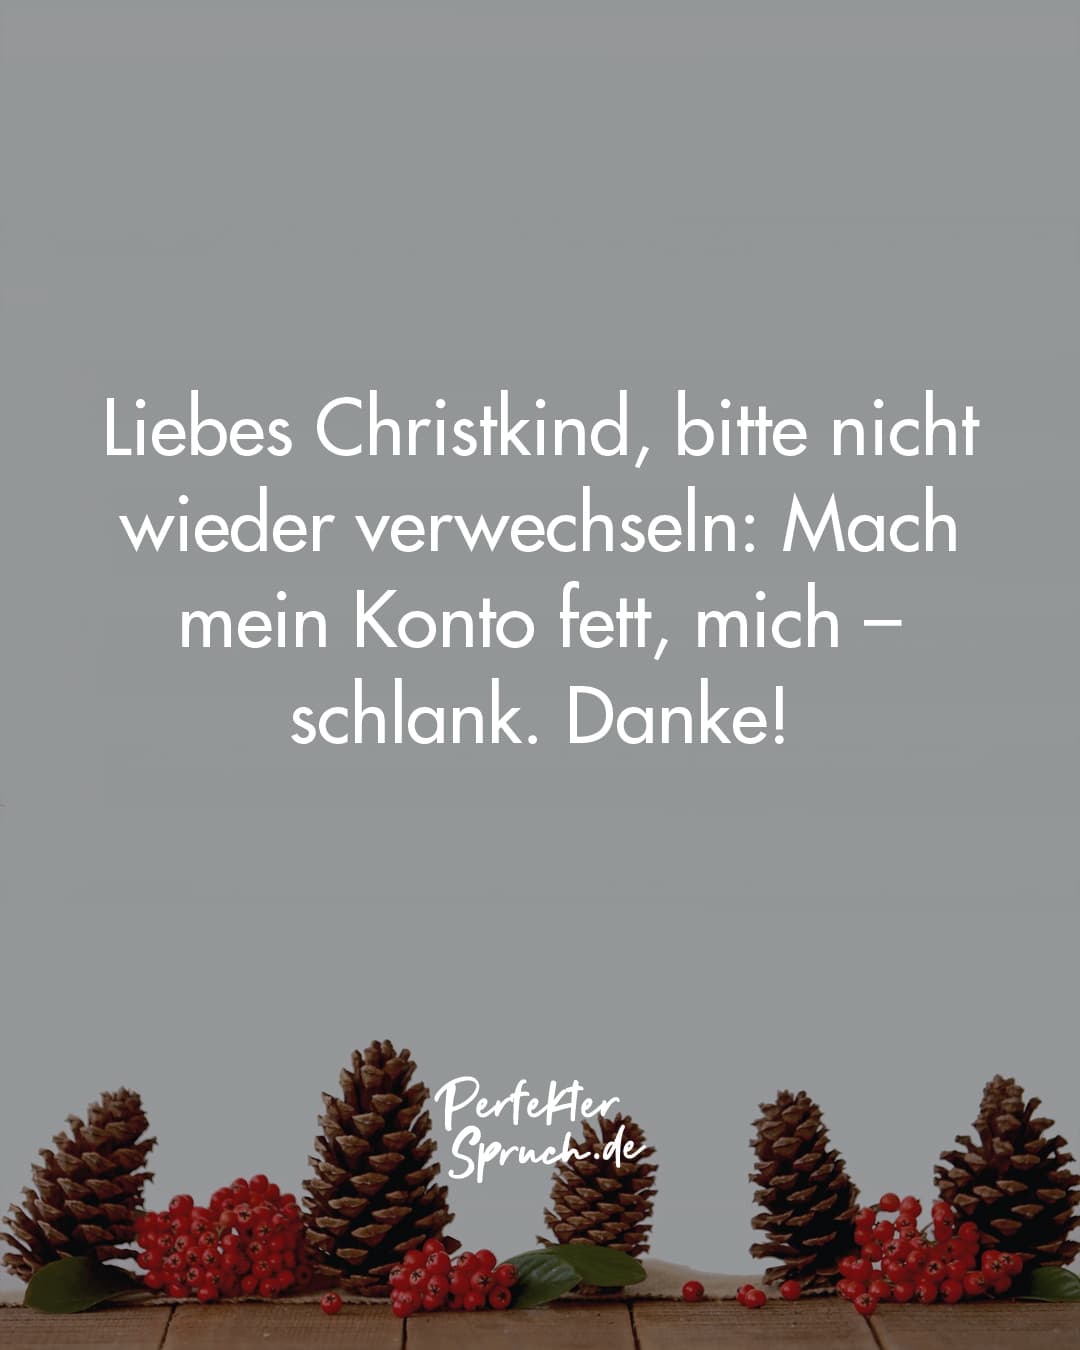 Liebes Christkind, bitte nicht
wieder verwechseln: Mach
mein Konto fett, mich –
schlank. Danke!
Perfekter
Spruch.de